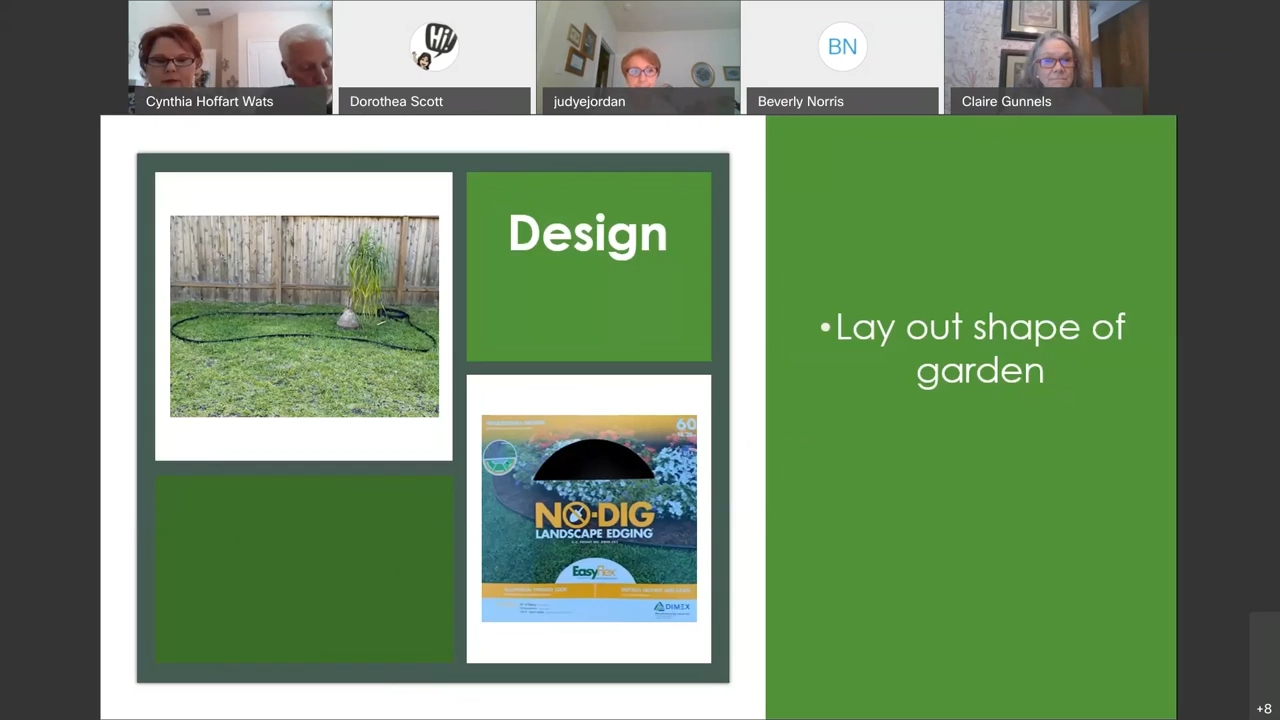 Hi!
BN
Cynthia Hoffart Wats
Dorothea Scott
judyejordan
Beverly Norris
Claire Gunnels
Design
•Lay out shape of
garden
60
NO-DIG
LANDSCAPE EDGING
EasyFlex
DIMEX
+8